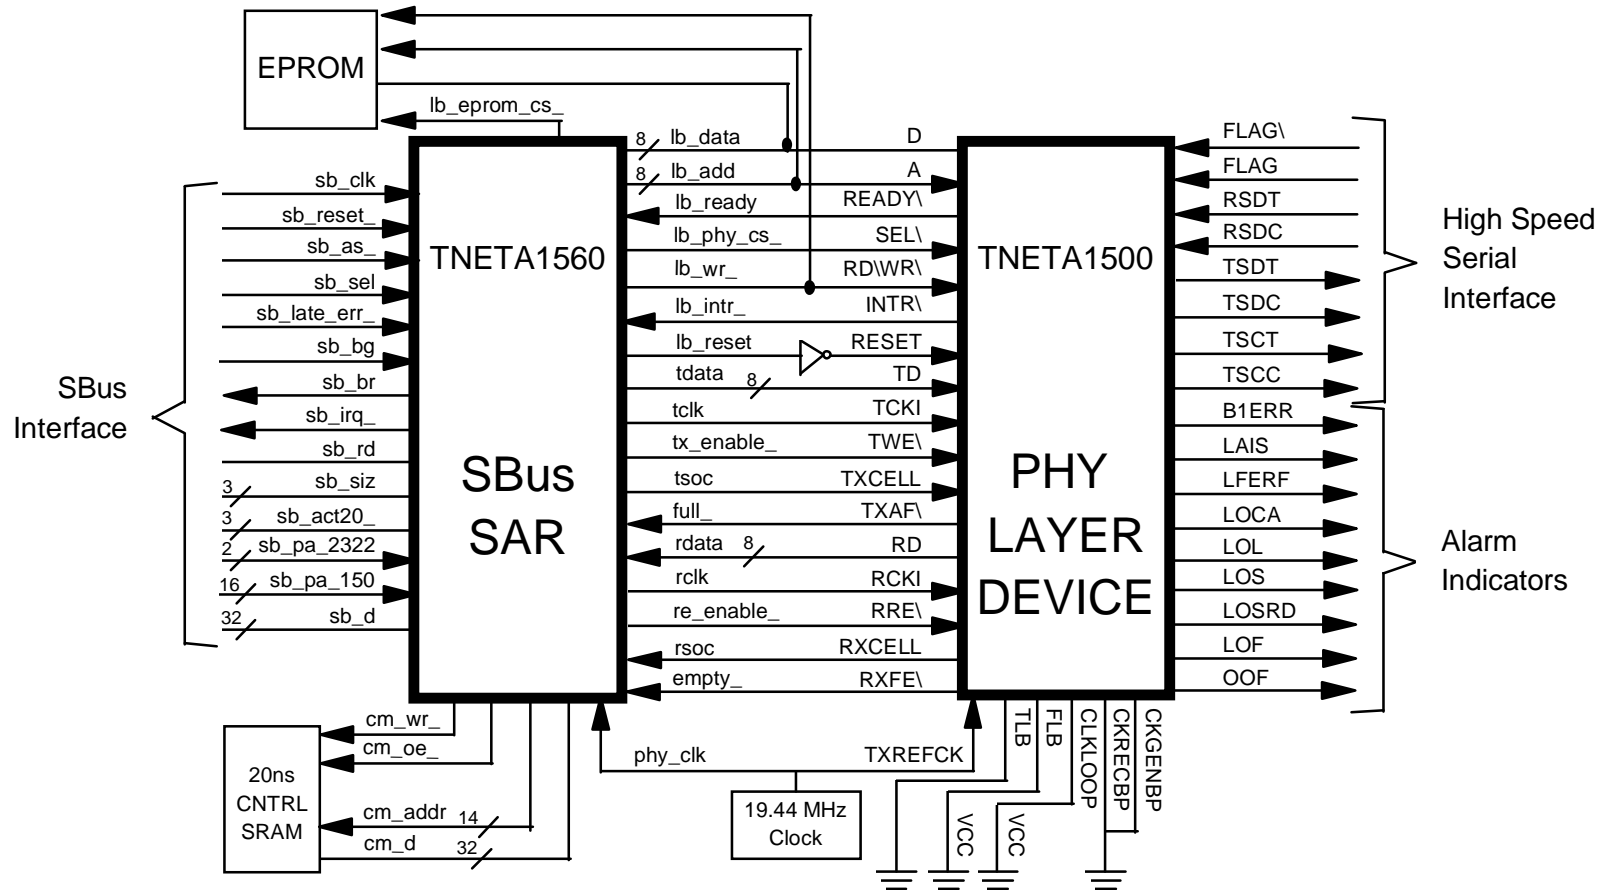 EPROM
lb_eprom_cs_
SBus
Interface
sb_clk
sb_reset_
sb_as_
sb_sel
sb_late_err_
sb_bg
sb_br
sb_irq_
sb_rd
3 sb_siz
3 sb_act20_
2 sb_pa_2322
16 sb_pa_150
32 sb_d
TNETA1560
SBus
SAR
8 lb_data D
8 lb_add A
lb_ready READY\
lb_phy_cs_ SEL\
lb_wr_ RD\WR\
lb_intr_ INTR\
lb_reset RESET
tdata 8 TD
tclk TCKI
tx_enable_ TWE\
tsoc TXCELL
full_ TXAF\
rdata 8 RD
rclk RCKI
re_enable_ RRE\
rsoc RXCELL
empty_ RXFE\
TNETA1500
PHY
LAYER
DEVICE
FLAG\
FLAG
RSDT
RSDC
TSDT
TSDC
TSCT
TSCC
High Speed
Serial
Interface
B1ERR
LAIS
LFERF
LOCA
LOL
LOS
LOSRD
LOF
OOF
Alarm
Indicators
20ns
CNTRL
SRAM
cm_wr_
cm_oe_
cm_addr 14
cm_d 32
phy_clk TXREFCK
19.44 MHz
Clock
TLB
FLB
CLKLOOP
CKRECBP
CKGENBP
VCC
VCC